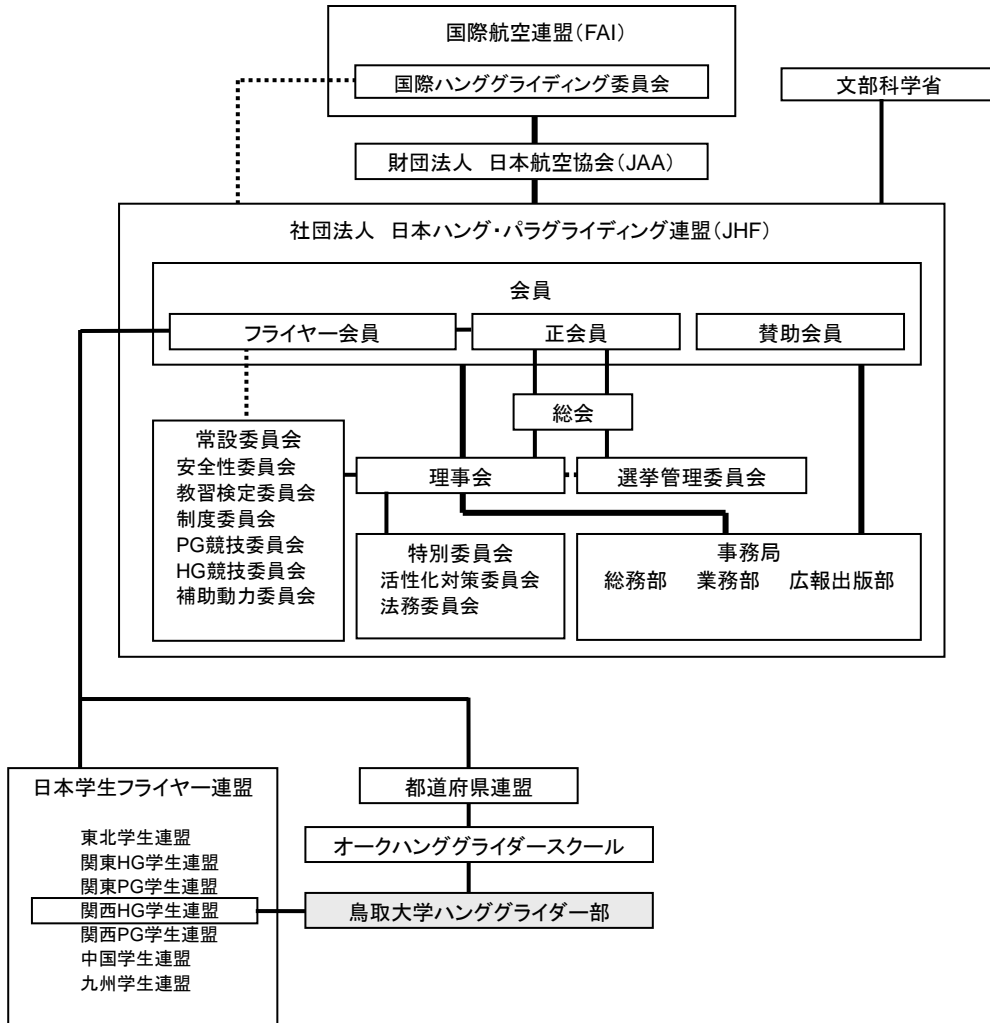 国際航空連盟(FAI)
国際ハンググライディング委員会
文部科学省
財団法人 日本航空協会(JAA)
社団法人 日本ハング・パラグライディング連盟(JHF)
会員
フライヤー会員
正会員
賛助会員
総会
常設委員会
安全性委員会
教習検定委員会
制度委員会
PG競技委員会
HG競技委員会
補助動力委員会
理事会
選挙管理委員会
特別委員会
活性化対策委員会
法務委員会
事務局
総務部 業務部 広報出版部
日本学生フライヤー連盟
東北学生連盟
関東HG学生連盟
関東PG学生連盟
関西HG学生連盟
関西PG学生連盟
中国学生連盟
九州学生連盟
都道府県連盟
オークハンググライダースクール
鳥取大学ハンググライダー部